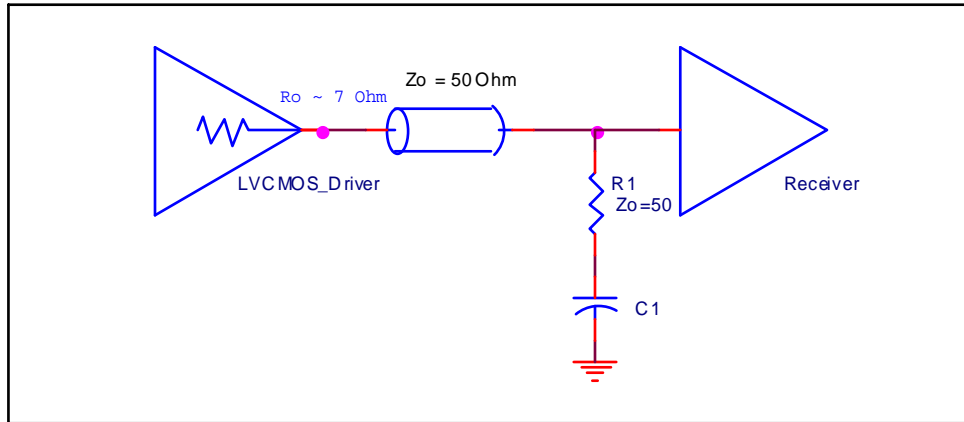 Zo = 50 Ohm
Ro ~ 7 Ohm
LVCMOS_Driver
R1
Zo=50
Receiver
C1